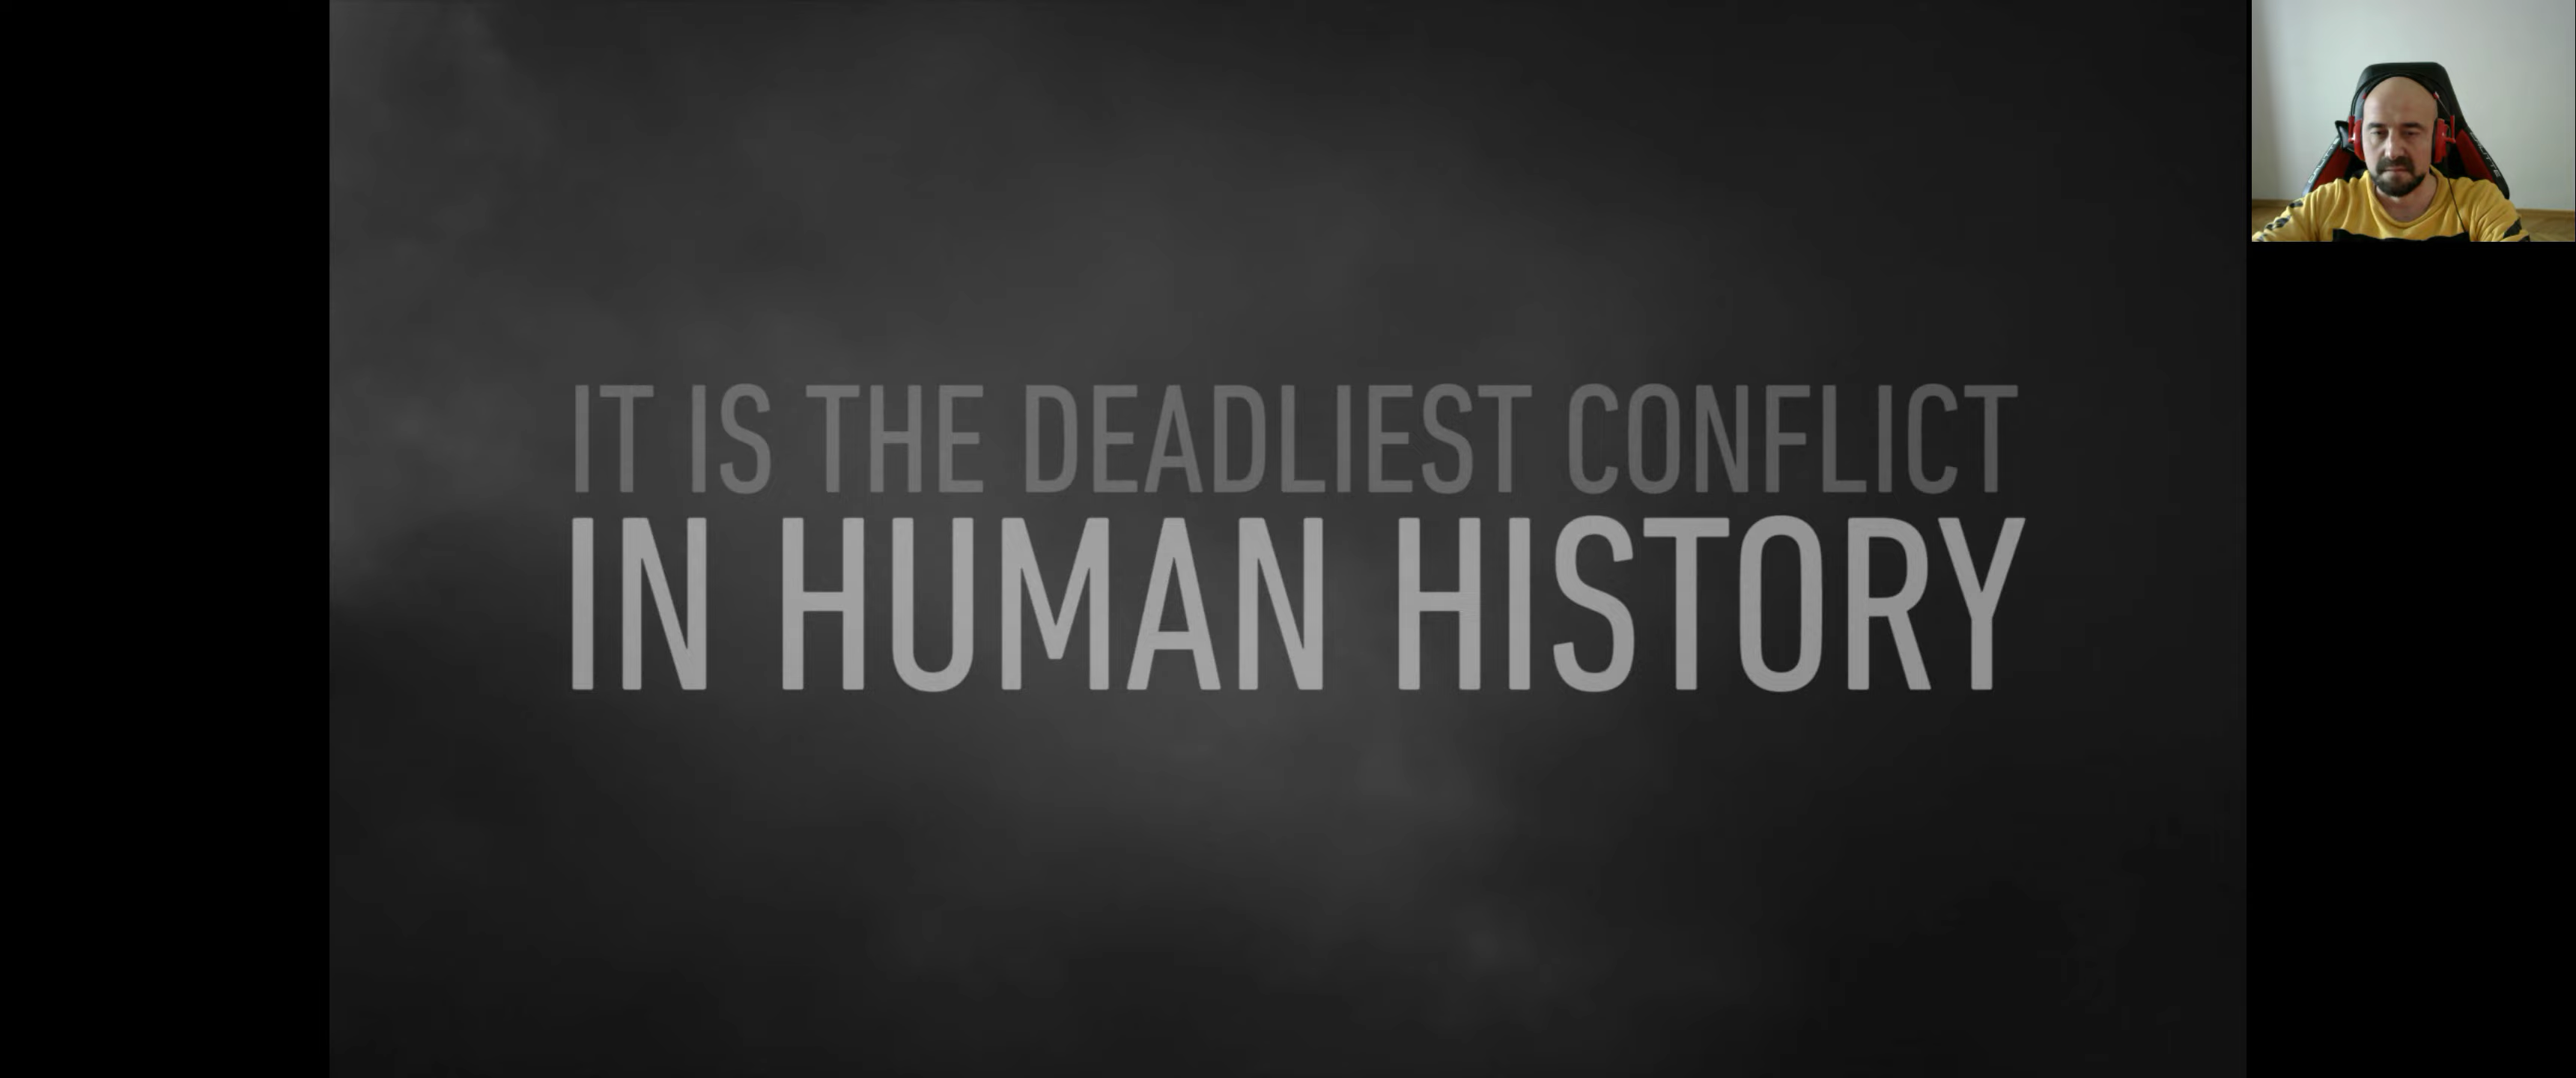 IT IS THE DEADLIEST CONFLICT
IN HUMAN HISTORY